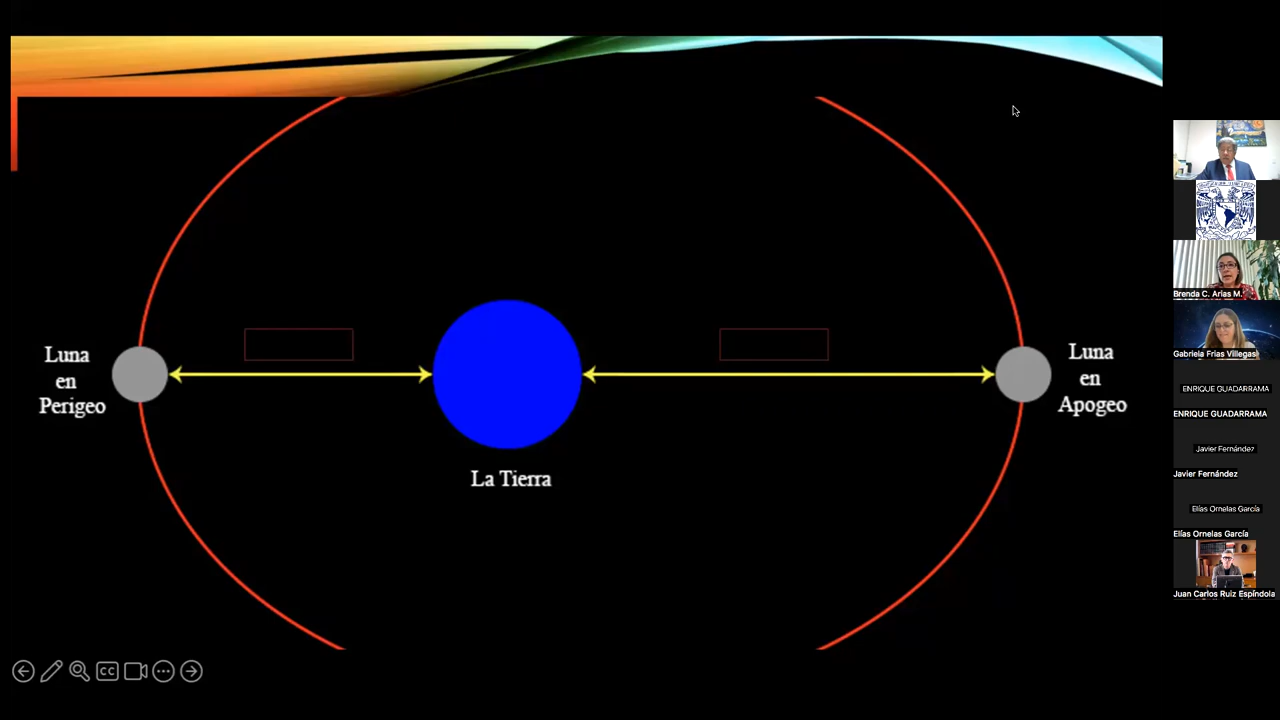 Luna
en
Perigeo
La Tierra
Luna
en
Apogeo
CC
Brenda C. Arias M.
Gabriela Frías Villegas
ENRIQUE GUADARRAMA
ENRIQUE GUADARRAMA
Javier Fernández
Javier Fernández
Elías Ornelas García
Elías Ornelas García
Juan Carlos Ruiz Espíndola